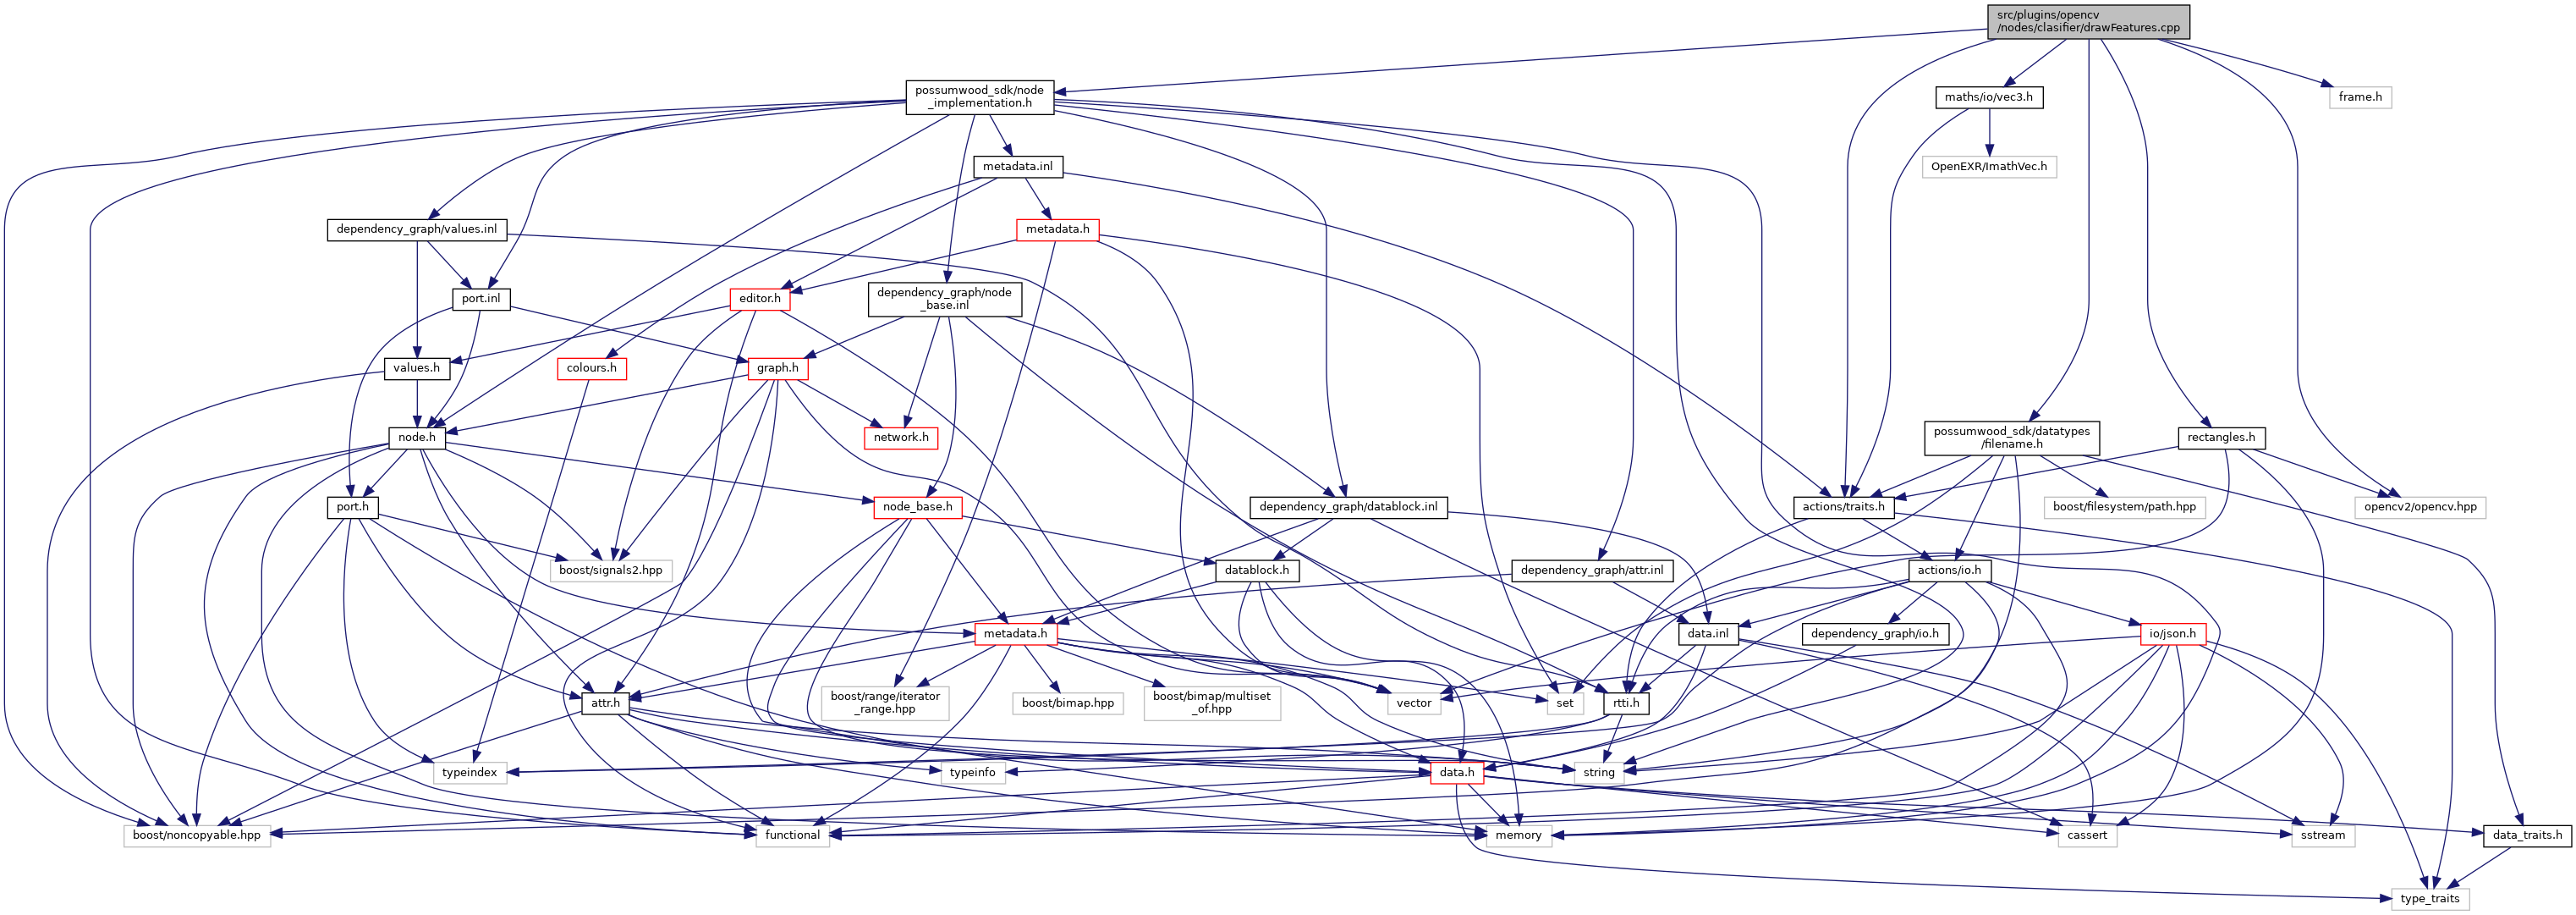 src/plugins/opencv
/nodes/clasifier/drawFeatures.cpp
possumwood_sdk/node
_implementation.h
maths/io/vec3.h
frame.h
metadata.inl
OpenEXR/ImathVec.h
dependency_graph/values.inl
metadata.h
port.inl
editor.h
dependency_graph/node
_base.inl
values.h
colours.h
graph.h
node.h
network.h
possumwood_sdk/datatypes
/filename.h
rectangles.h
port.h
node_base.h
dependency_graph/datablock.inl
actions/traits.h
boost/filesystem/path.hpp
opencv2/opencv.hpp
boost/signals2.hpp
datablock.h
dependency_graph/attr.inl
actions/io.h
metadata.h
data.inl
dependency_graph/io.h
io/json.h
attr.h
boost/range/iterator
_range.hpp
boost/bimap.hpp
boost/bimap/multiset
_of.hpp
vector
set
rtti.h
typeindex
typeinfo
data.h
string
boost/noncopyable.hpp
functional
memory
cassert
sstream
data_traits.h
type_traits